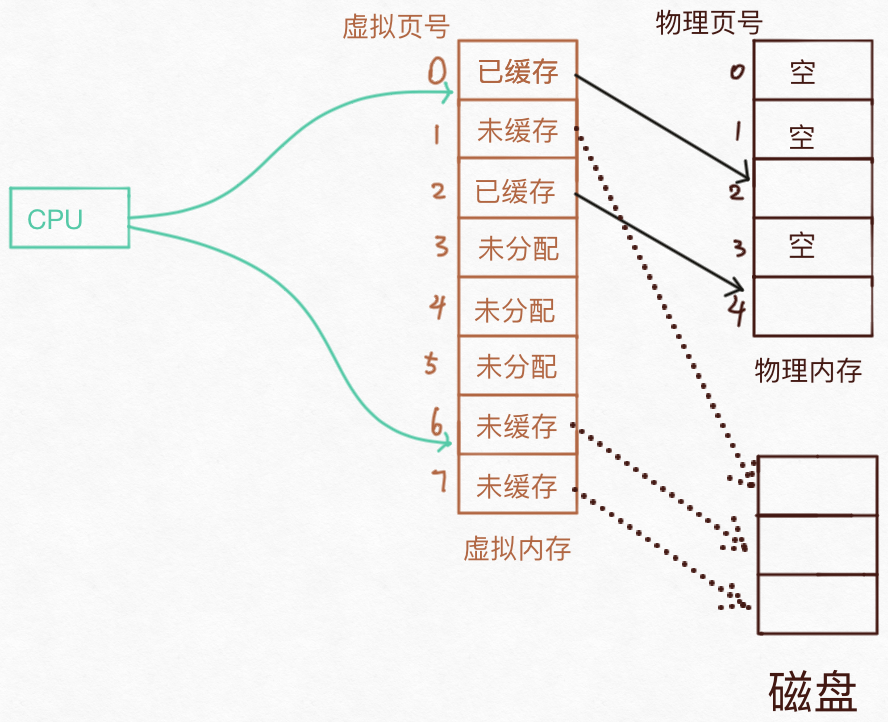 虚拟页号
物理页号
0 已缓存
1 未缓存
2 已缓存
3 未分配
4 未分配
5 未分配
6 未缓存
7 未缓存
虚拟内存
CPU
0 空
1 空
2
3 空
4
物理内存
磁盘